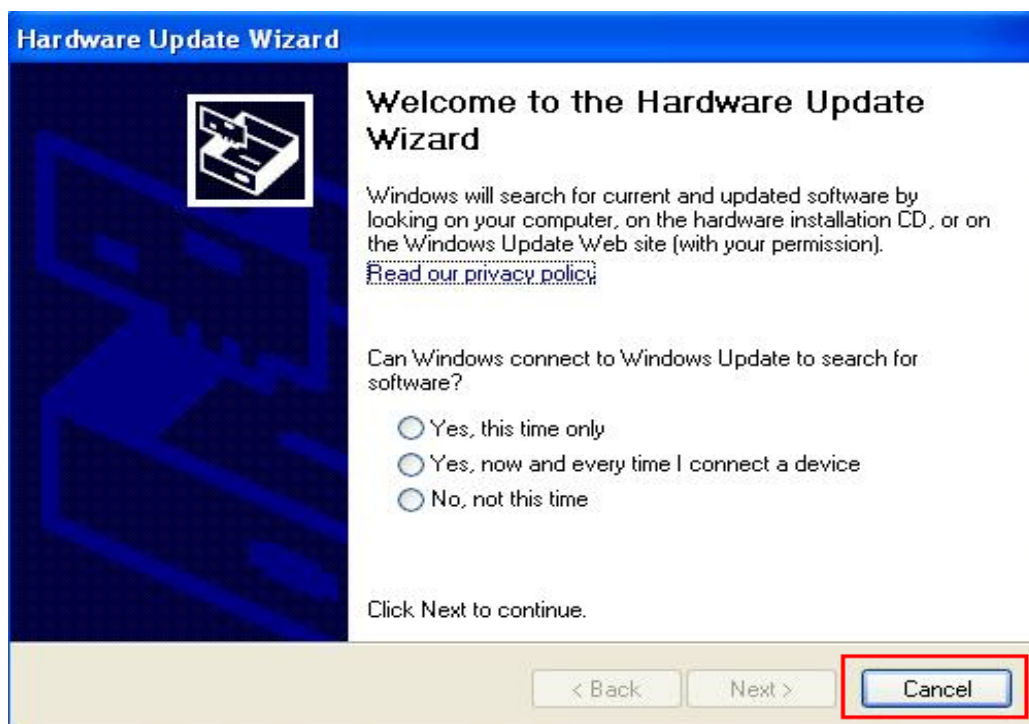 Hardware Update Wizard
Welcome to the Hardware Update
Wizard
Windows will search for current and updated software by
looking on your computer, on the hardware installation CD, or on
the Windows Update Web site (with your permission).
Read our privacy policy
Can Windows connect to Windows Update to search for
software?
Yes, this time only
Yes, now and every time I connect a device
No, not this time
Click Next to continue.
< Back Next > Cancel